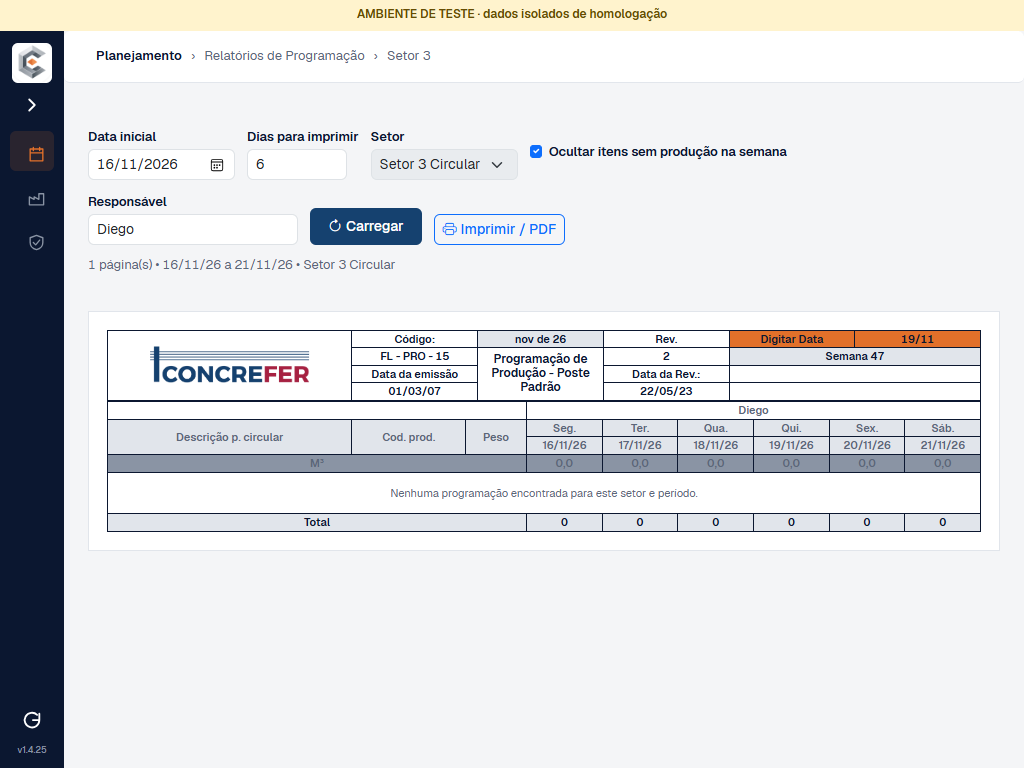 AMBIENTE DE TESTE · dados isolados de homologação
Planejamento › Relatórios de Programação › Setor 3
Data inicial Dias para imprimir Setor
16/11/2026 6 Setor 3 Circular Ocultar itens sem produção na semana
Responsável
Diego Carregar Imprimir / PDF
1 página(s) • 16/11/26 a 21/11/26 • Setor 3 Circular
CONCREFER
Código: nov de 26 Rev. Digitar Data 19/11
FL - PRO - 15 Programação de Produção - Poste Padrão 2 Semana 47
Data da emissão Data da Rev.:
01/03/07 22/05/23
Diego
Descrição p. circular Cod. prod. Peso Seg. Ter. Qua. Qui. Sex. Sáb.
16/11/26 17/11/26 18/11/26 19/11/26 20/11/26 21/11/26
M³ 0,0 0,0 0,0 0,0 0,0 0,0
Nenhuma programação encontrada para este setor e período.
Total 0 0 0 0 0 0
v1.4.25